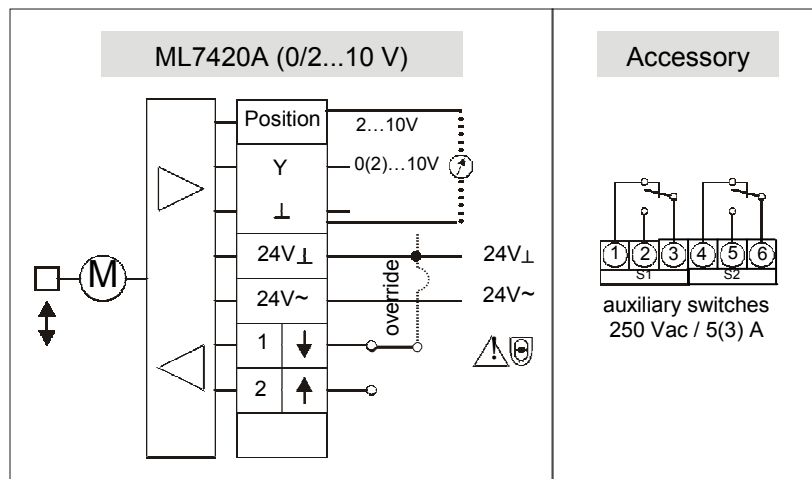 ML7420A (0/2...10 V)
Accessory
Position
2...10V
Y
0(2)...10V
⊥
24V⊥
24V⊥
24V~
24V~
override
M
1
2
1 2 3 4 5 6
S1 S2
auxiliary switches
250 Vac / 5(3) A